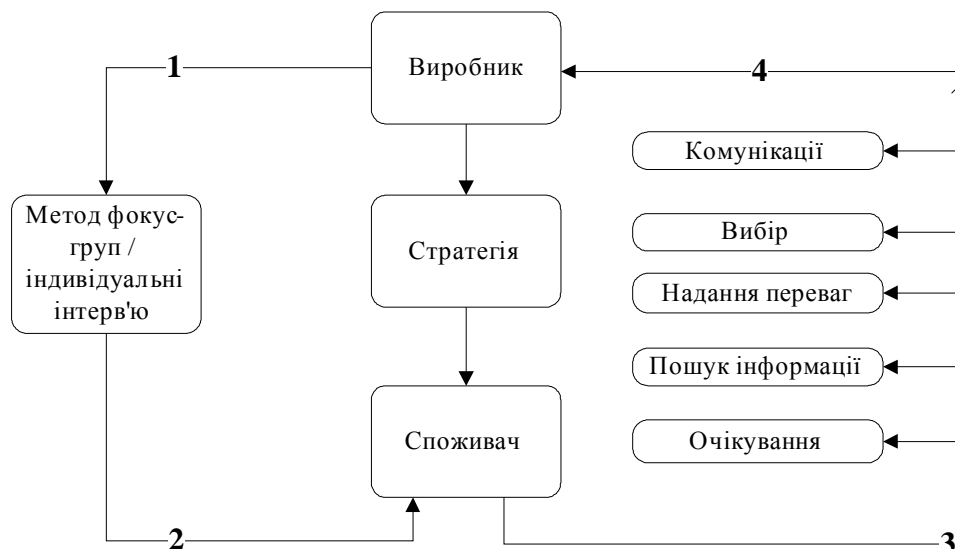 1
Виробник
4
Комунікації
Метод фокус-
груп /
індивідуальні
інтерв'ю
Стратегія
Вибір
Надання переваг
Пошук інформації
Споживач
Очікування
2
3